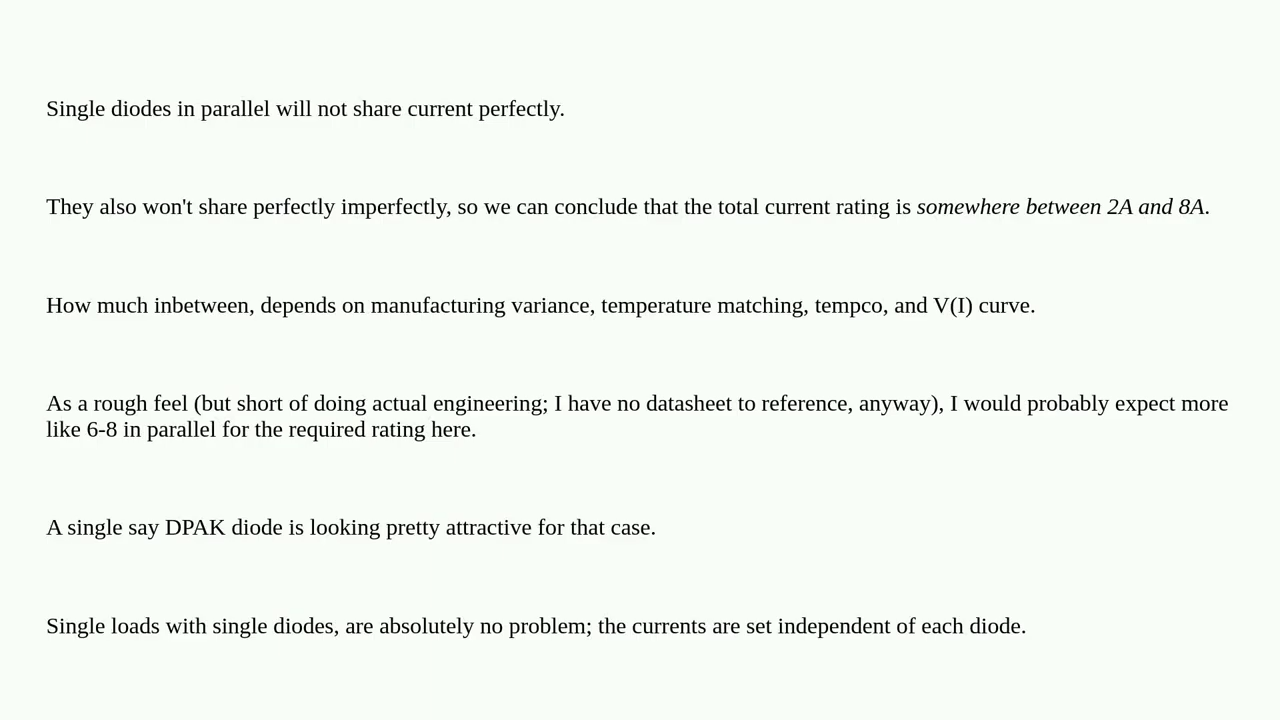 Single diodes in parallel will not share current perfectly.
They also won't share perfectly imperfectly, so we can conclude that the total current rating is somewhere between 2A and 8A.
How much inbetween, depends on manufacturing variance, temperature matching, tempco, and V(I) curve.
As a rough feel (but short of doing actual engineering; I have no datasheet to reference, anyway), I would probably expect more
like 6-8 in parallel for the required rating here.
A single say DPAK diode is looking pretty attractive for that case.
Single loads with single diodes, are absolutely no problem; the currents are set independent of each diode.